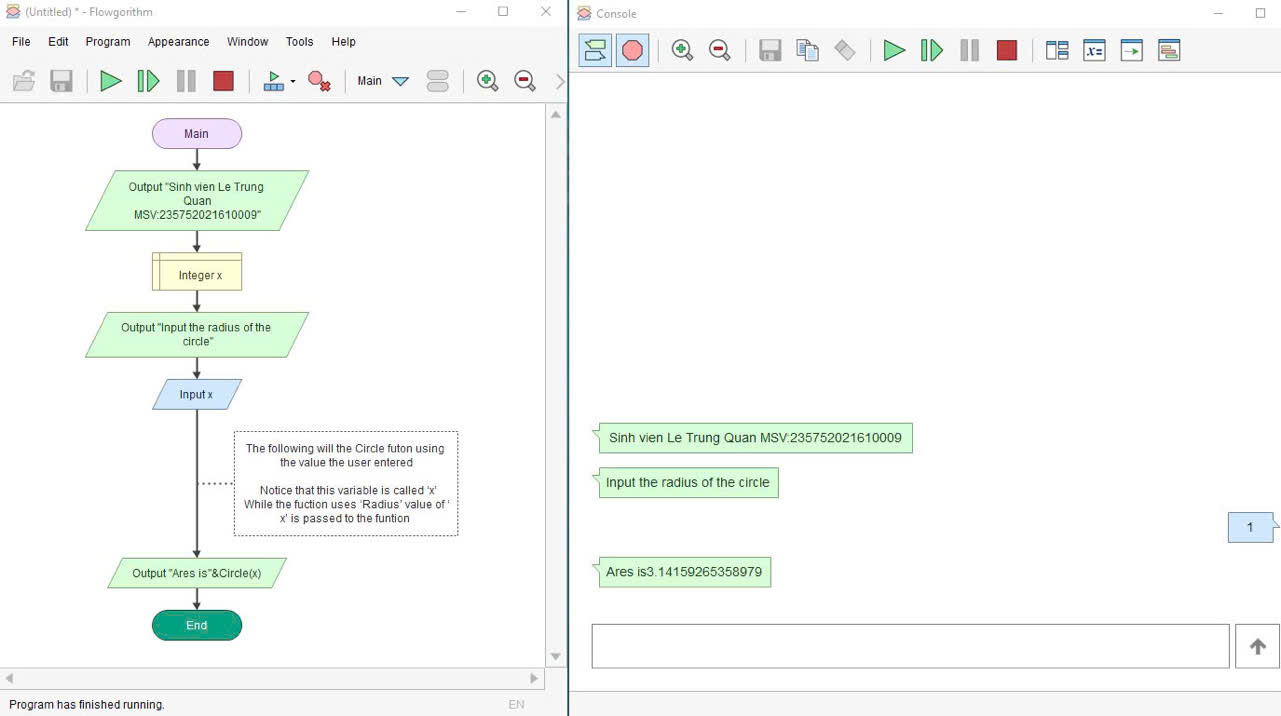 (Untitled) * - Flowgorithm
File Edit Program Appearance Window Tools Help
Main
Main
Output "Sinh vien Le Trung
Quan
MSV:235752021610009"
Integer x
Output "Input the radius of the
circle"
Input x
The following will the Circle futon using
the value the user entered
Notice that this variable is called ‘x’
While the fuction uses ‘Radius’ value of ‘
x’ is passed to the funtion
Output "Ares is"&Circle(x)
End
Program has finished running.
EN
Console
x=
Sinh vien Le Trung Quan MSV:235752021610009
Input the radius of the circle
1
Ares is3.14159265358979